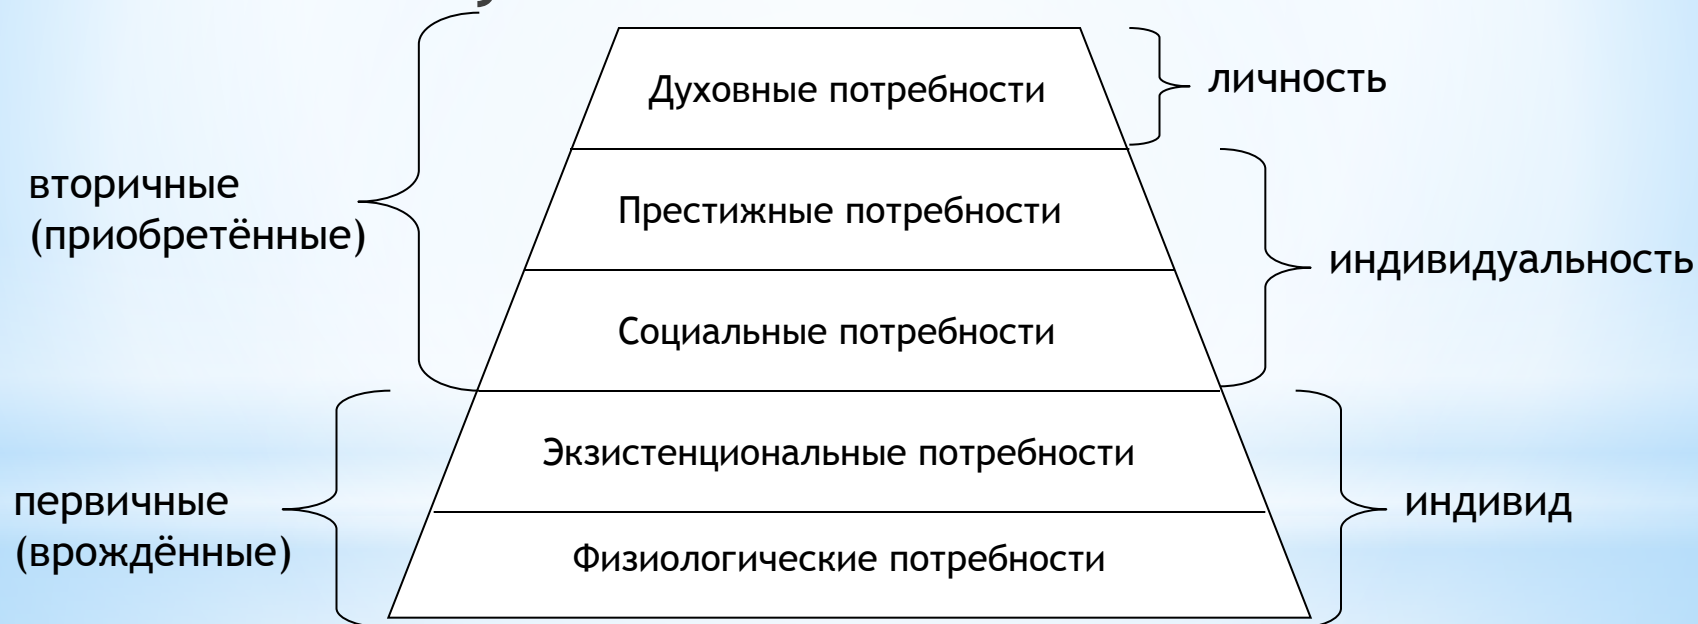 Духовные потребности
личность
вторичные
(приобретённые)
Престижные потребности
индивидуальность
Социальные потребности
Экзистенциональные потребности
первичные
(врождённые)
индивид
Физиологические потребности